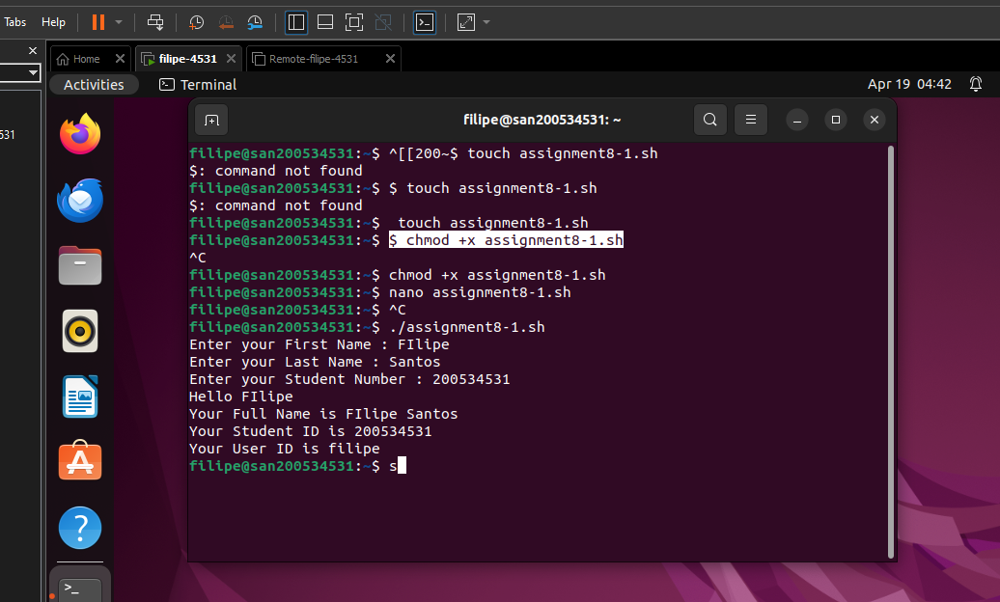 Tabs Help
Home filipe-4531 Remote-filipe-4531
Activities Terminal Apr 19 04:42
531
filipe@san200534531: ~
filipe@san200534531:~$ ^[[200~$ touch assignment8-1.sh
$: command not found
filipe@san200534531:~$ $ touch assignment8-1.sh
$: command not found
filipe@san200534531:~$  touch assignment8-1.sh
filipe@san200534531:~$ $ chmod +x assignment8-1.sh
^C
filipe@san200534531:~$ chmod +x assignment8-1.sh
filipe@san200534531:~$ nano assignment8-1.sh
filipe@san200534531:~$ ^C
filipe@san200534531:~$ ./assignment8-1.sh
Enter your First Name : FIlipe
Enter your Last Name : Santos
Enter your Student Number : 200534531
Hello FIlipe
Your Full Name is FIlipe Santos
Your Student ID is 200534531
Your User ID is filipe
filipe@san200534531:~$ s